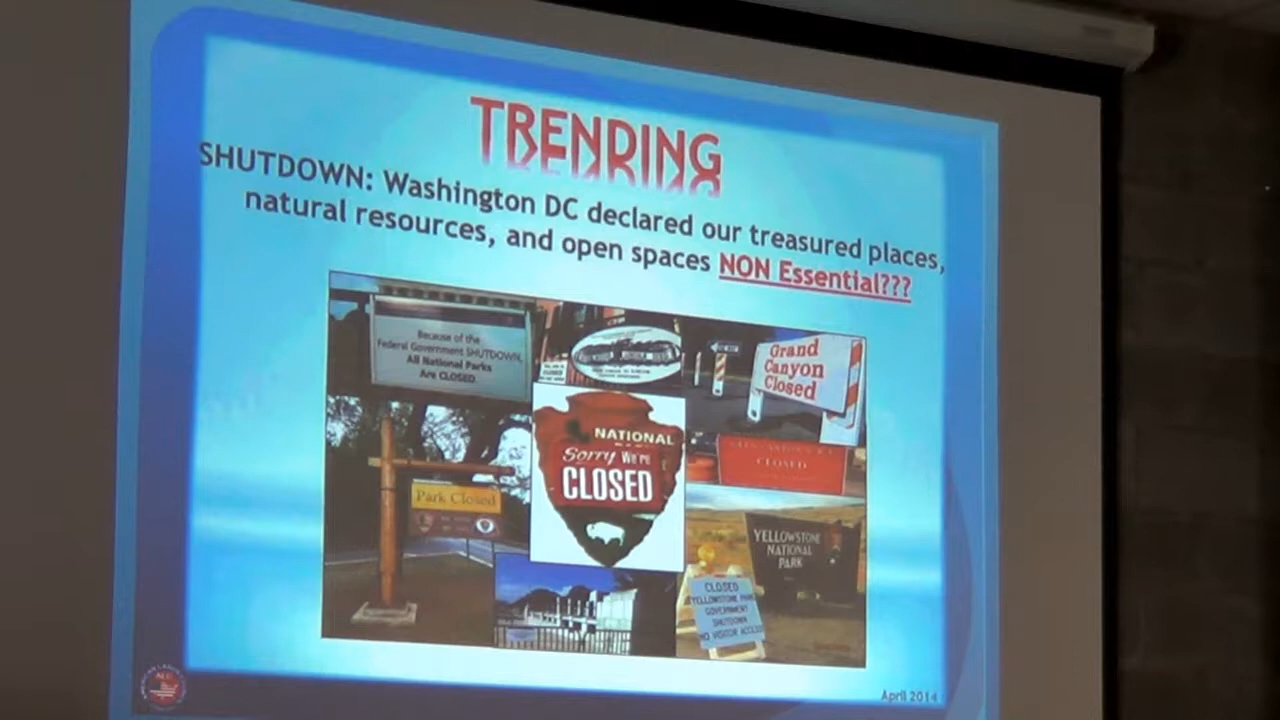 TRENDING
SHUTDOWN: Washington DC declared our treasured places,
natural resources, and open spaces NON Essential???
Because of the
Federal Government SHUTDOWN,
All National Parks
Are CLOSED.
Grand
Canyon
Closed
NATIONAL
Sorry We're
CLOSED
CLOSED
Park Closed
YELLOWSTONE
NATIONAL
PARK
CLOSED
YELLOWSTONE PARK
GOVERNMENT
SHUTDOWN
NO VISITOR ACCESS
April 2014